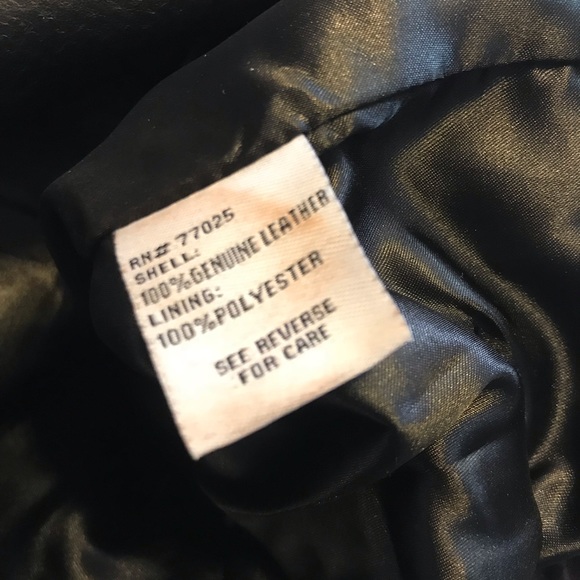 RN# 77025
SHELL:
100%GENUINE LEATHER
LINING:
100%POLYESTER
SEE REVERSE
FOR CARE